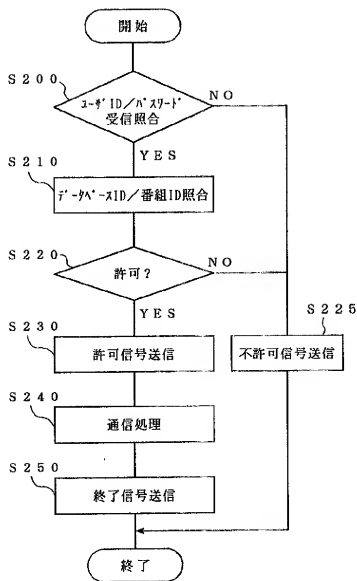 開始
S200
ﾕｰｻﾞID／ﾊﾟｽﾜｰﾄﾞ
受信照合
NO
YES
S210
ﾃﾞｰﾀﾍﾞｰｽID／番組ID照合
S220
許可？
NO
YES
S225
不許可信号送信
S230
許可信号送信
S240
通信処理
S250
終了信号送信
終了